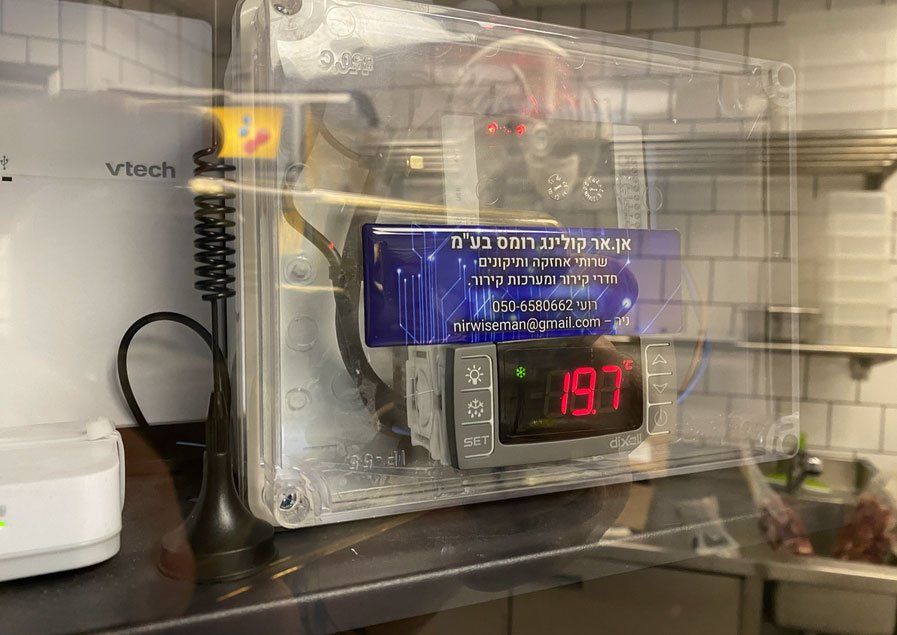 vtech
אן.אר קולינג רומס בע"מ
שרותי אחזקה ותיקונים
חדרי קירור ומערכות קירור.
רועי 050-6580662
ניר – nirwiseman@gmail.com
19.7 °C
SET
dixell